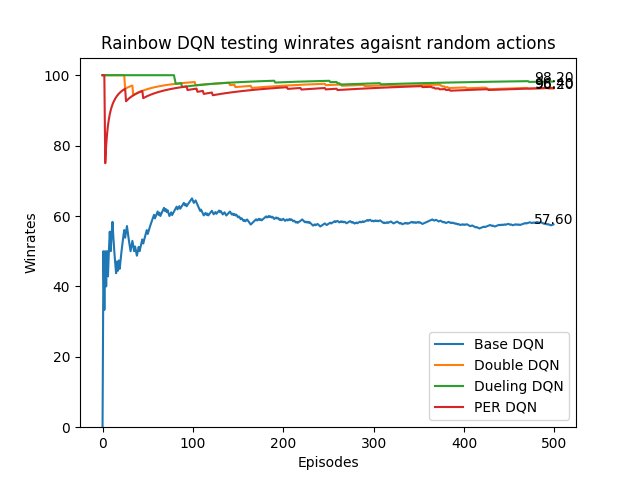 Rainbow DQN testing winrates agaisnt random actions
100
80
60
40
20
0
Winrates
98.20
57.60
Base DQN
Double DQN
Dueling DQN
PER DQN
0
100
200
300
400
500
Episodes